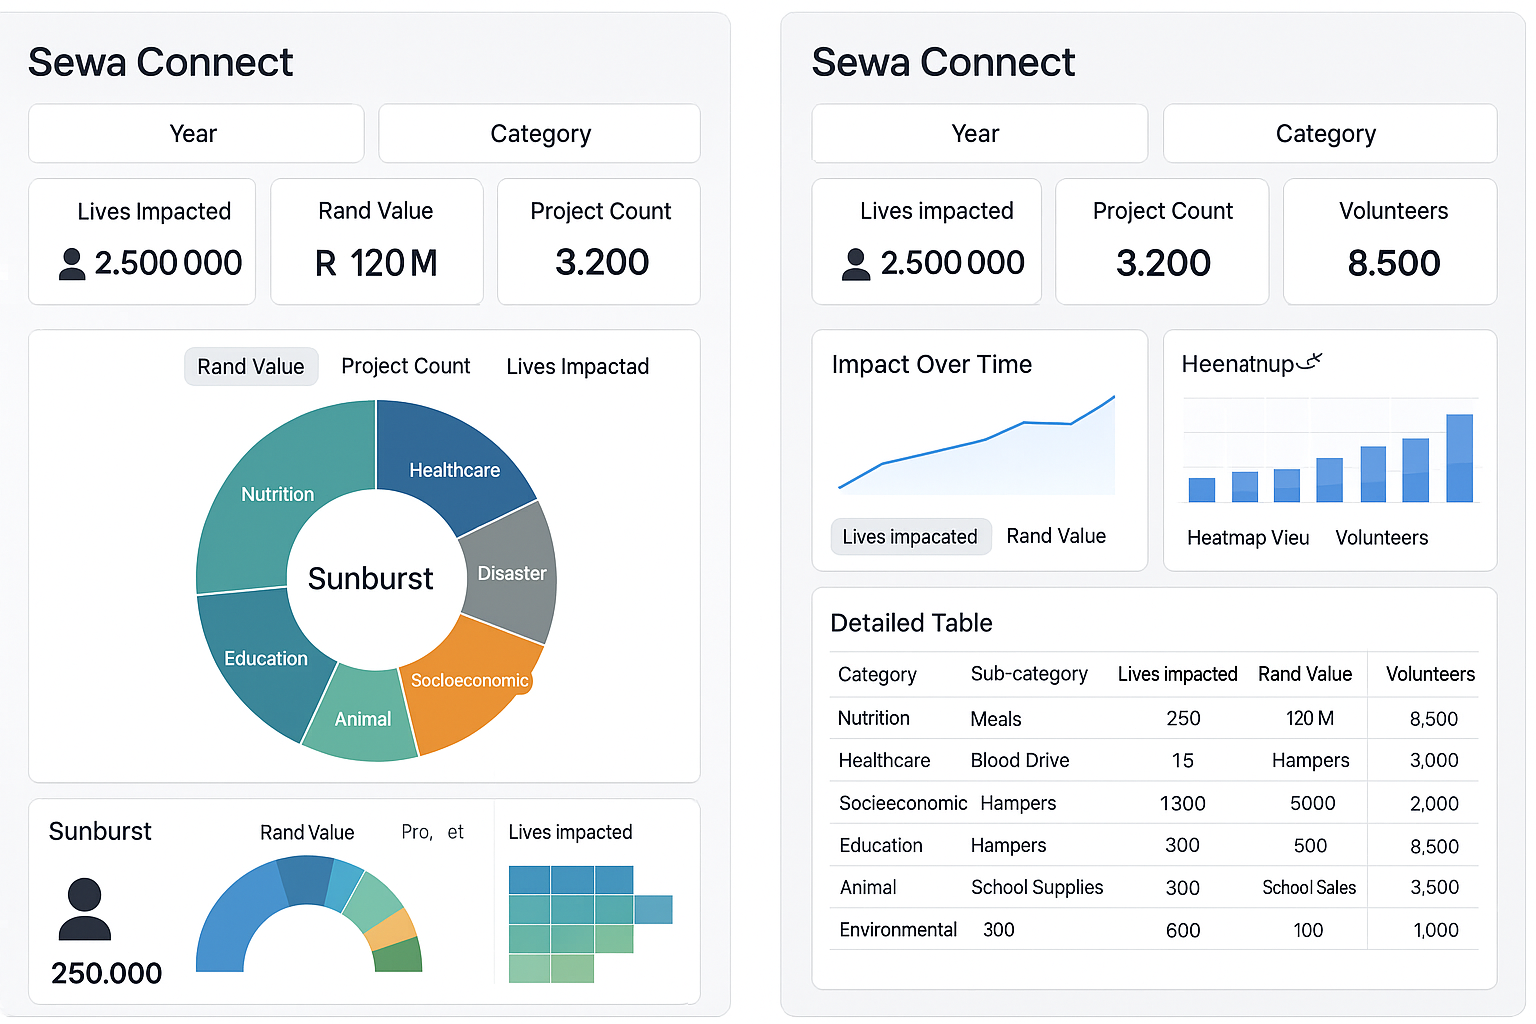 Sewa Connect
Year
Category
Lives Impacted
Rand Value
Project Count
2.500 000
R 120 M
3.200
Rand Value
Project Count
Lives Impactad
Healthcare
Nutrition
Sunburst
Disaster
Education
Socloeconomic
Animal
Sunburst
Rand Value
Pro, et
Lives impacted
250.000
Sewa Connect
Year
Category
Lives impacted
Project Count
Volunteers
2.500 000
3.200
8.500
Impact Over Time
Lives impacated
Rand Value
Heenatnup
Heatmap Vieu
Volunteers
Detailed Table
Category Sub-category Lives impacted Rand Value Volunteers
Nutrition Meals 250 120 M 8,500
Healthcare Blood Drive 15 Hampers 3,000
Socieeconomic Hampers 1300 5000 2,000
Education Hampers 300 500 8,500
Animal School Supplies 300 School Sales 3,500
Environmental 300 600 100 1,000